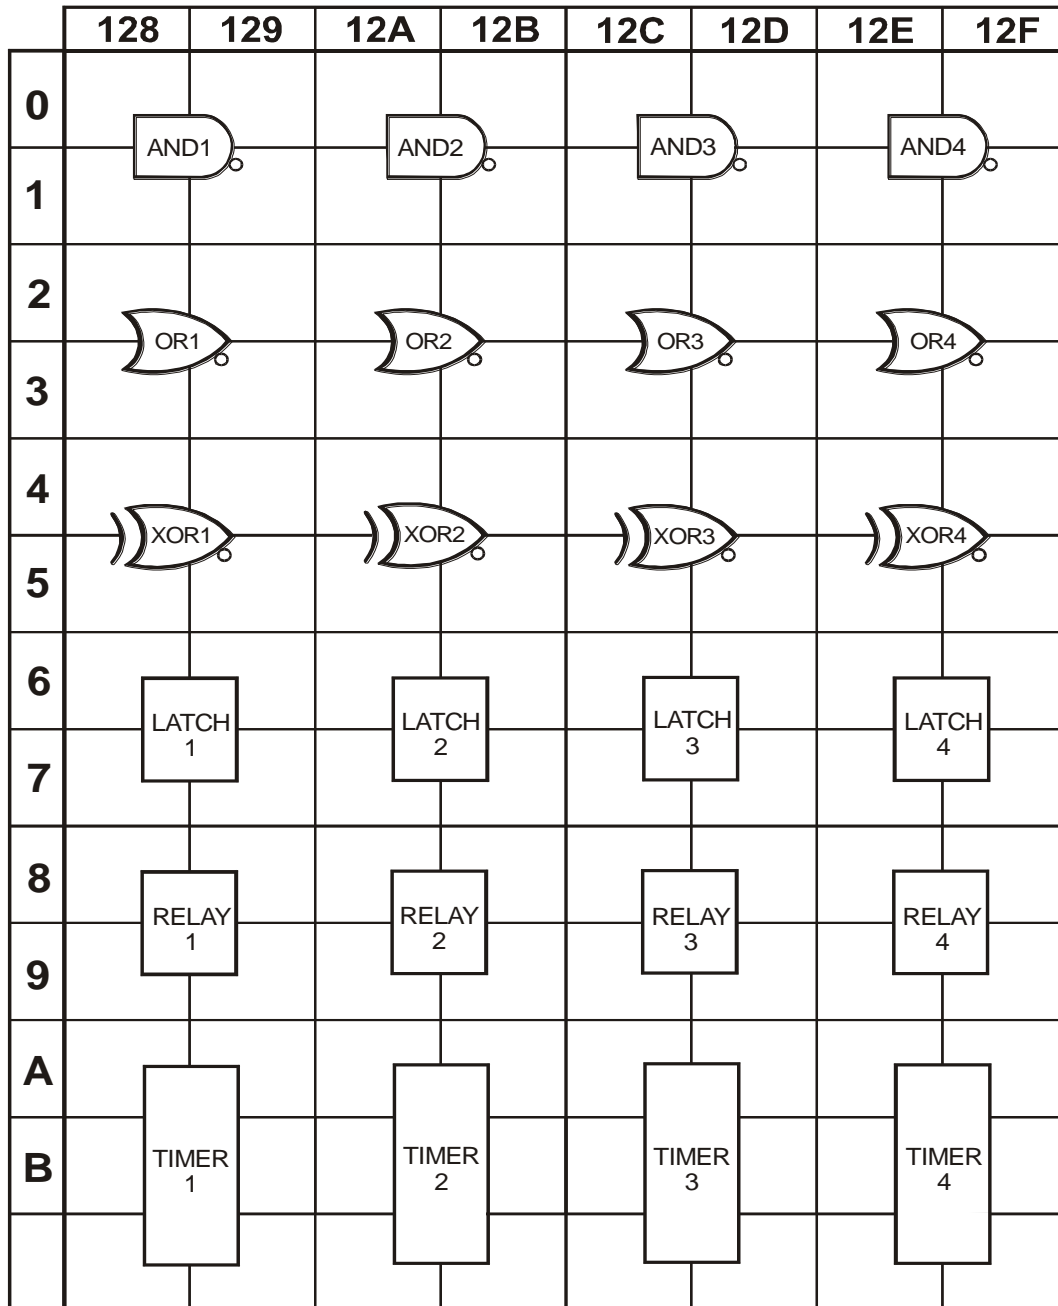 128 129 12A 12B 12C 12D 12E 12F
0
AND1 AND2 AND3 AND4
1
2
OR1 OR2 OR3 OR4
3
4
XOR1 XOR2 XOR3 XOR4
5
6
LATCH LATCH LATCH LATCH
1 2 3 4
7
8
RELAY RELAY RELAY RELAY
1 2 3 4
9
A
B
TIMER TIMER TIMER TIMER
1 2 3 4